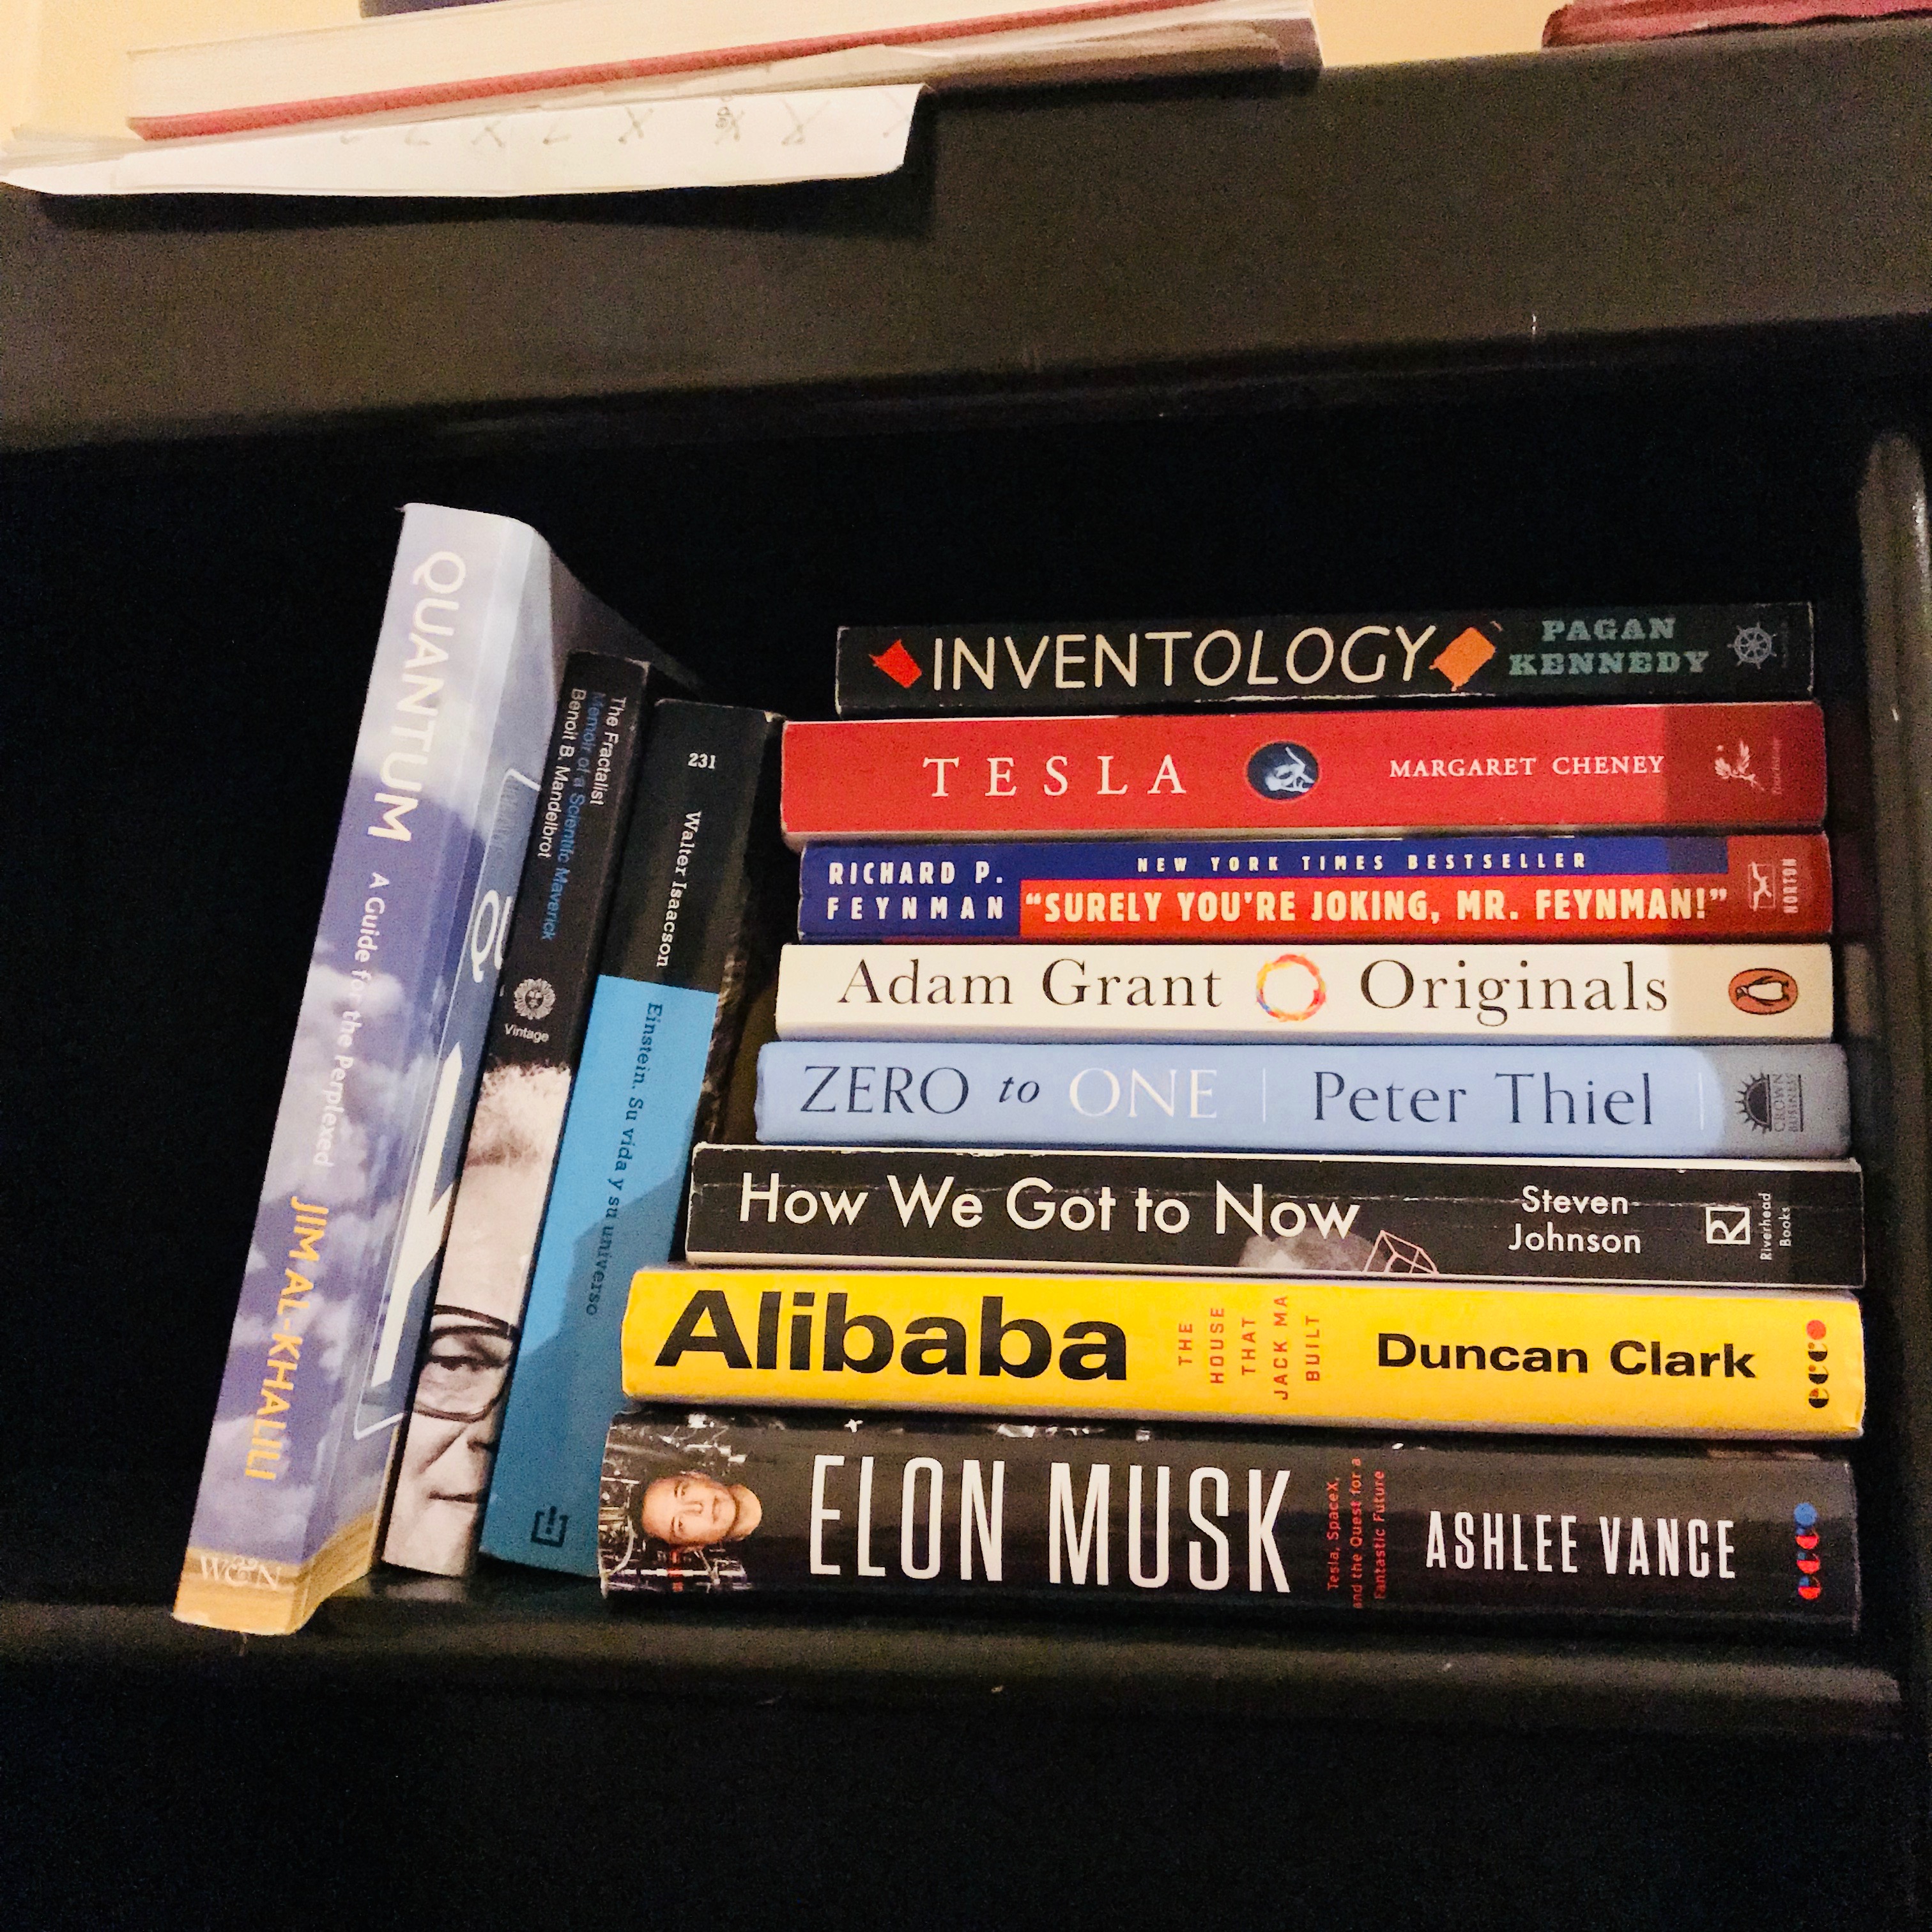 QUANTUM A Guide for the Perplexed JIM AL-KHALILI
W&N
The Fractalist
Memoir of a Scientific Maverick
Benoit B. Mandelbrot
Vintage
231
Walter Isaacson
Einstein. Su vida y su universo
INVENTOLOGY PAGAN
KENNEDY
TESLA MARGARET CHENEY
RICHARD P.
FEYNMAN
NEW YORK TIMES BESTSELLER
"SURELY YOU'RE JOKING, MR. FEYNMAN!"
NORTON
Adam Grant Originals
ZERO to ONE | Peter Thiel
CROWN
BUSINESS
How We Got to Now
Steven
Johnson
R
Riverhead
Books
Alibaba
THE
HOUSE
THAT
JACK MA
BUILT
Duncan Clark
ecco
ELON MUSK
Tesla, SpaceX,
and the Quest for a
Fantastic Future
ASHLEE VANCE
ecco